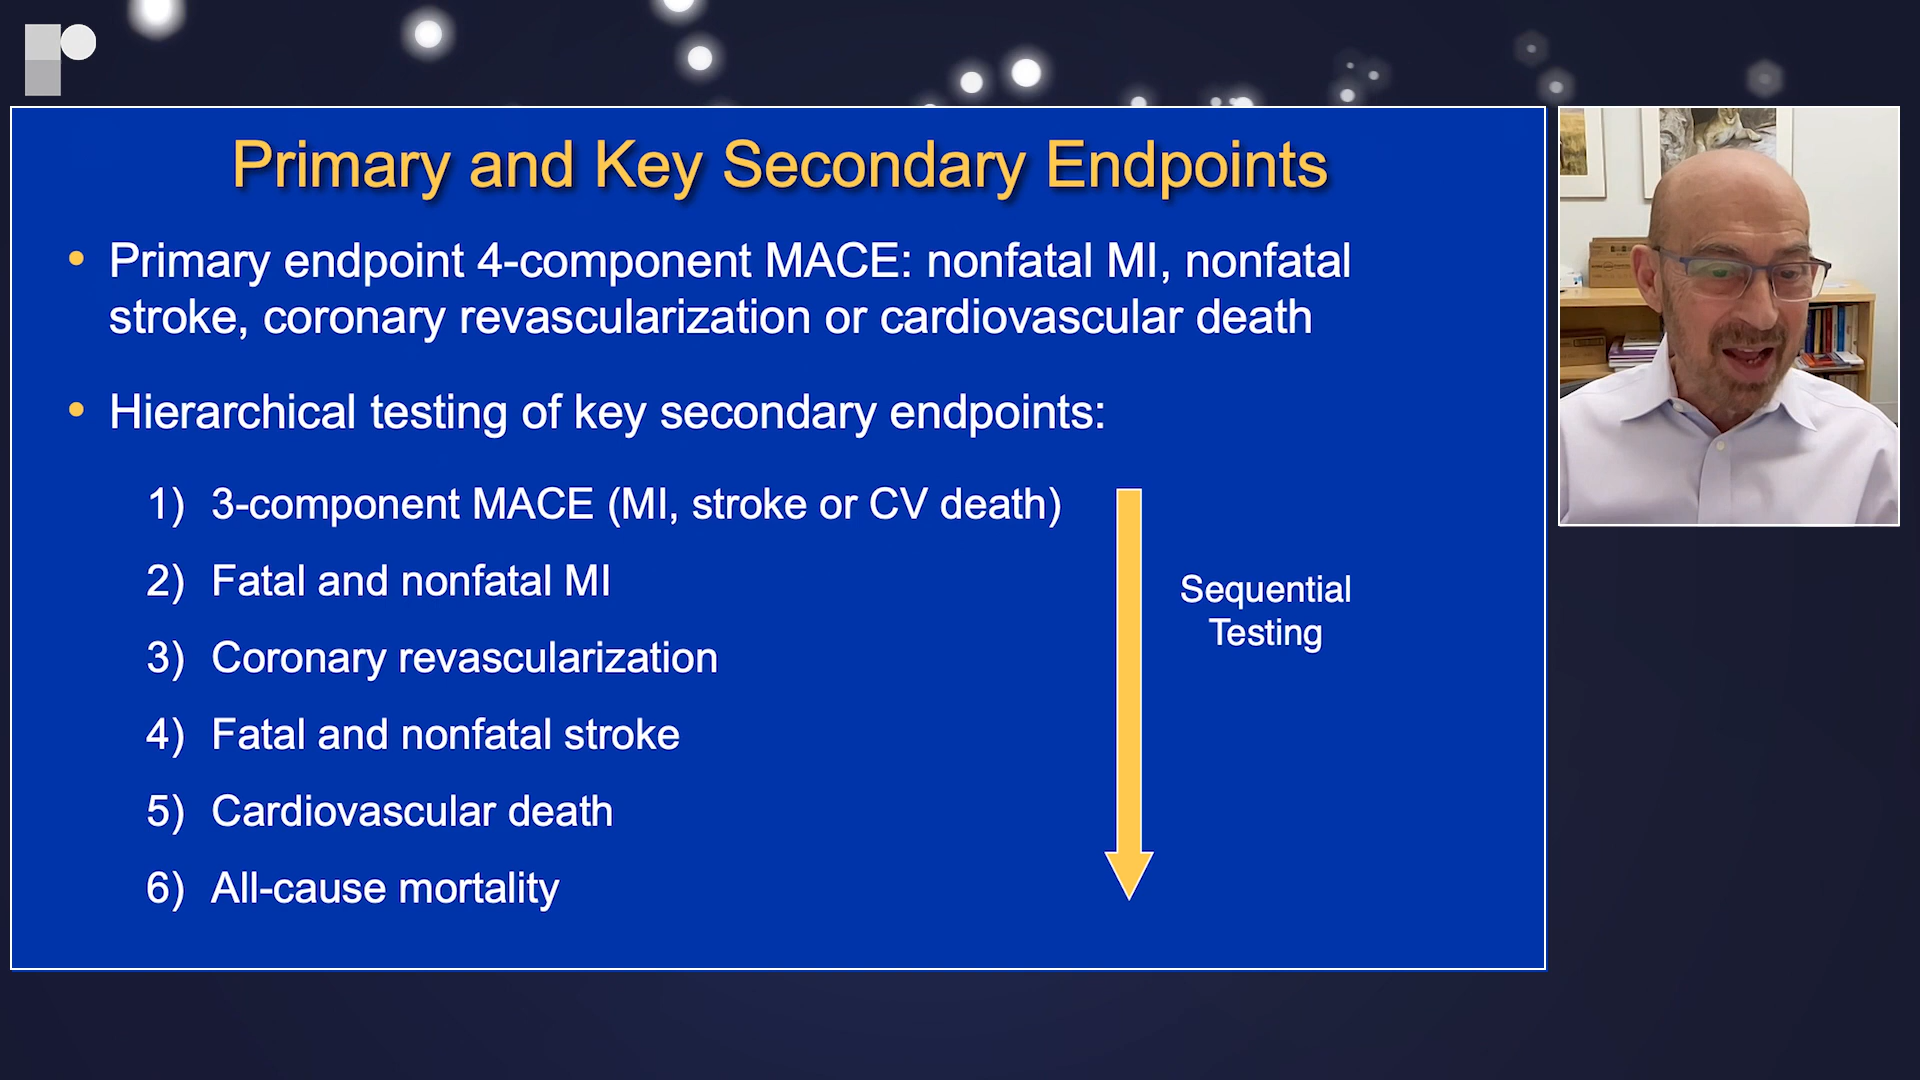 Primary and Key Secondary Endpoints
• Primary endpoint 4-component MACE: nonfatal MI, nonfatal
stroke, coronary revascularization or cardiovascular death
• Hierarchical testing of key secondary endpoints:
1) 3-component MACE (MI, stroke or CV death)
2) Fatal and nonfatal MI
3) Coronary revascularization
4) Fatal and nonfatal stroke
5) Cardiovascular death
6) All-cause mortality
Sequential
Testing